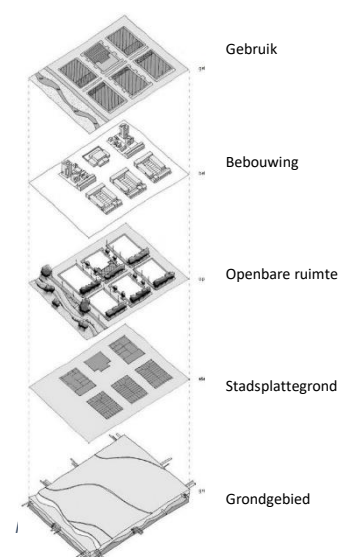 Gebruik
Bebouwing
Openbare ruimte
Stadsplattegrond
Grondgebied